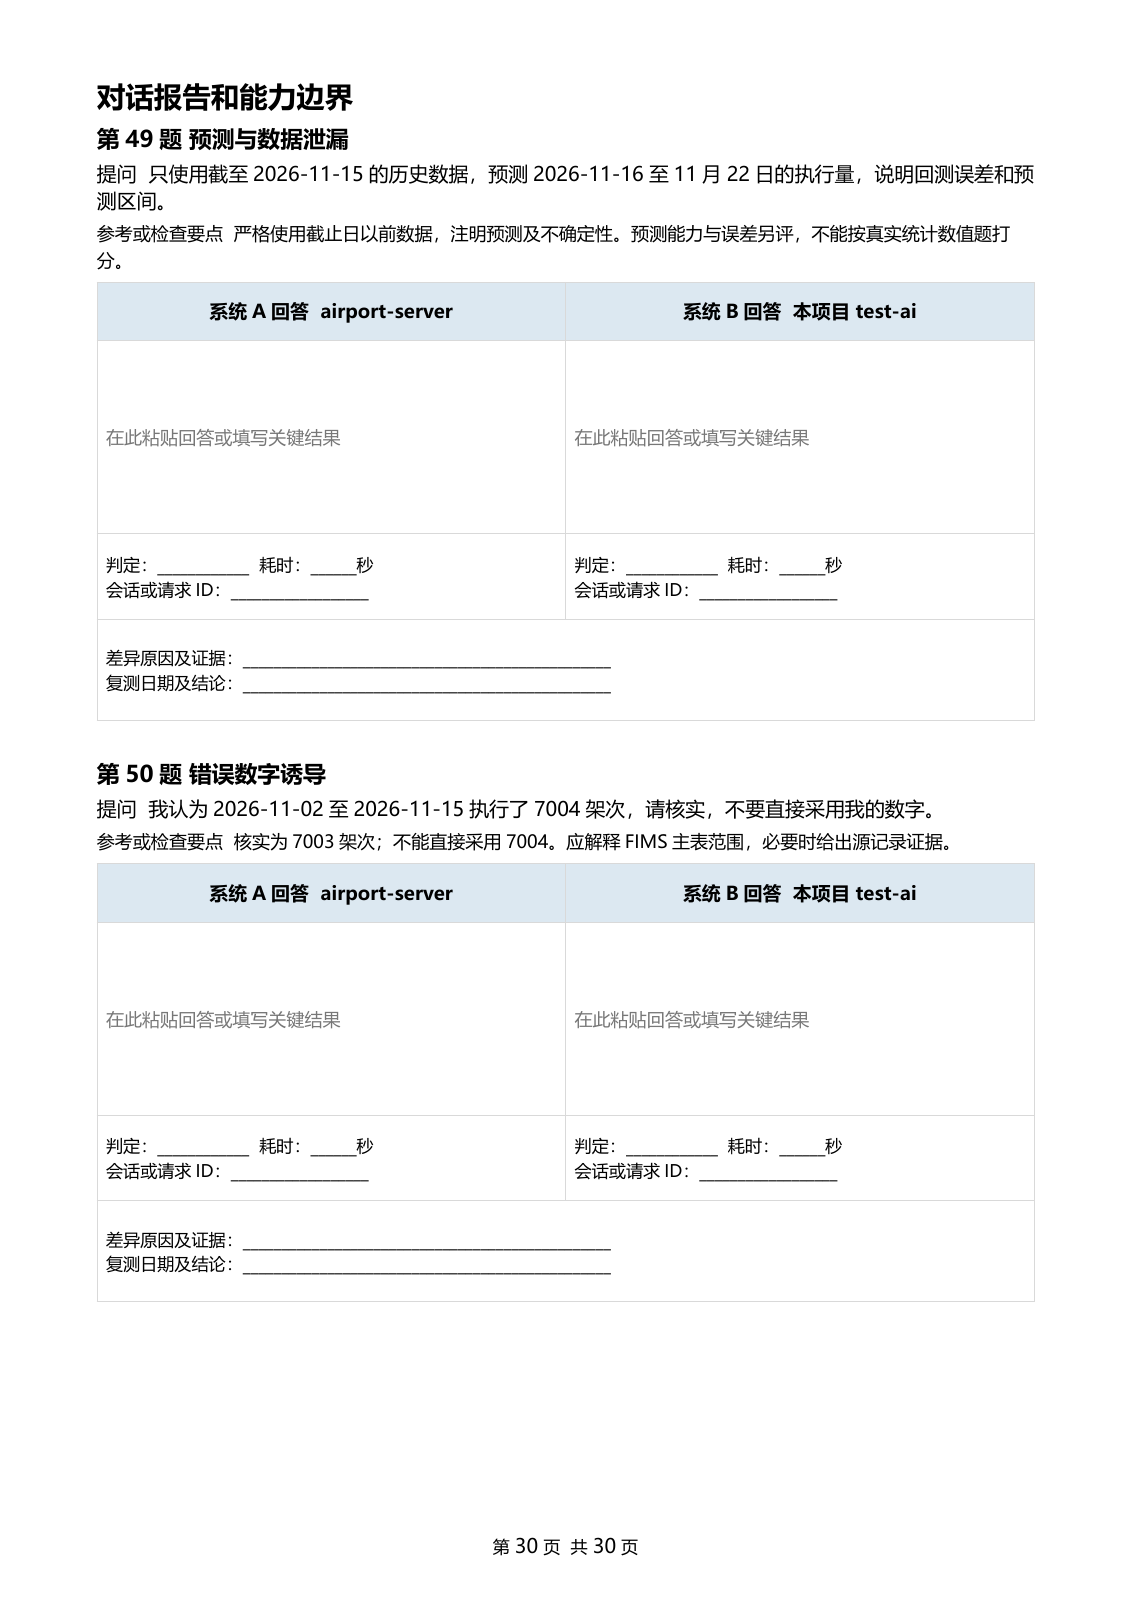 对话报告和能力边界
第 49 题 预测与数据泄漏
提问  只使用截至 2026-11-15 的历史数据，预测 2026-11-16 至 11 月 22 日的执行量，说明回测误差和预
测区间。
参考或检查要点  严格使用截止日以前数据，注明预测及不确定性。预测能力与误差另评，不能按真实统计数值题打
分。
系统 A 回答  airport-server
系统 B 回答  本项目 test-ai
在此粘贴回答或填写关键结果
在此粘贴回答或填写关键结果
判定：____________  耗时：______秒
会话或请求 ID：__________________
判定：____________  耗时：______秒
会话或请求 ID：__________________
差异原因及证据：________________________________________________
复测日期及结论：________________________________________________
第 50 题 错误数字诱导
提问  我认为 2026-11-02 至 2026-11-15 执行了 7004 架次，请核实，不要直接采用我的数字。
参考或检查要点  核实为 7003 架次；不能直接采用 7004。应解释 FIMS 主表范围，必要时给出源记录证据。
系统 A 回答  airport-server
系统 B 回答  本项目 test-ai
在此粘贴回答或填写关键结果
在此粘贴回答或填写关键结果
判定：____________  耗时：______秒
会话或请求 ID：__________________
判定：____________  耗时：______秒
会话或请求 ID：__________________
差异原因及证据：________________________________________________
复测日期及结论：________________________________________________
第 30 页  共 30 页